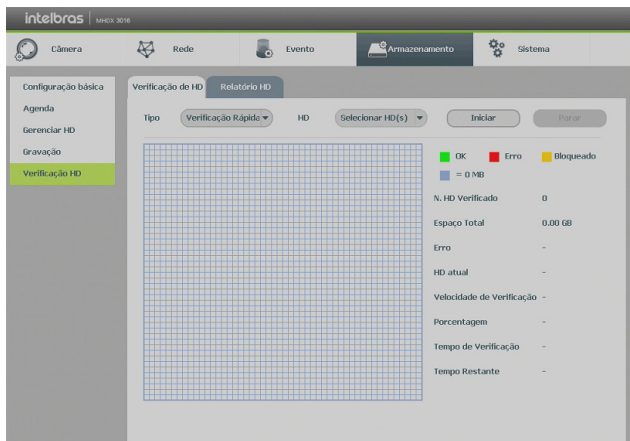 intelbras | MHDX 3016
Câmera Rede Evento Armazenamento Sistema
Configuração básica
Agenda
Gerenciar HD
Gravação
Verificação HD
Verificação de HD Relatório HD
Tipo Verificação Rápida HD Selecionar HD(s) Iniciar Parar
OK Erro Bloqueado
= 0 MB
N. HD Verificado 0
Espaço Total 0.00 GB
Erro -
HD atual -
Velocidade de Verificação -
Porcentagem -
Tempo de Verificação -
Tempo Restante -